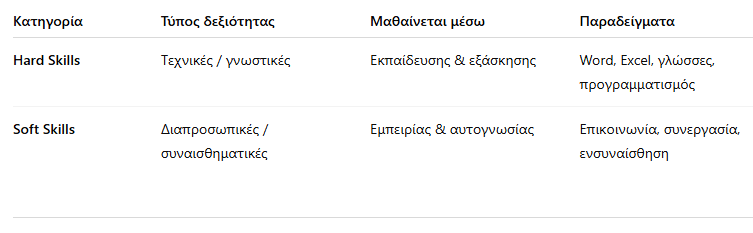 Κατηγορία Τύπος δεξιότητας Μαθαίνεται μέσω Παραδείγματα
Hard Skills Τεχνικές / γνωστικές Εκπαίδευσης & εξάσκησης Word, Excel, γλώσσες,
προγραμματισμός
Soft Skills Διαπροσωπικές / Εμπειρίας & αυτογνωσίας Επικοινωνία, συνεργασία,
συναισθηματικές ενσυναίσθηση